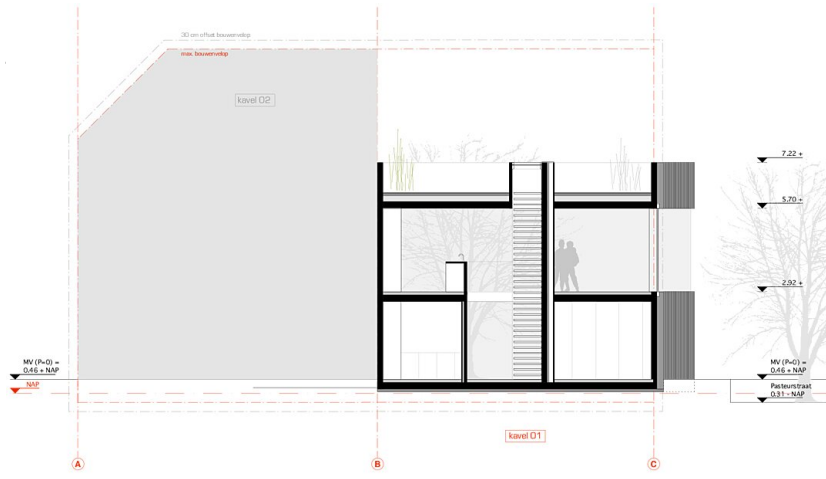 30 cm offset bouwenvelop
max. bouwenvelop
kavel 02
7.22 +
5.70 +
2.92 +
MV (P=0) =
0.46 + NAP
NAP
MV (P=0) =
0.46 + NAP
Pasteurstraat
0.31 - NAP
kavel 01
A
B
C